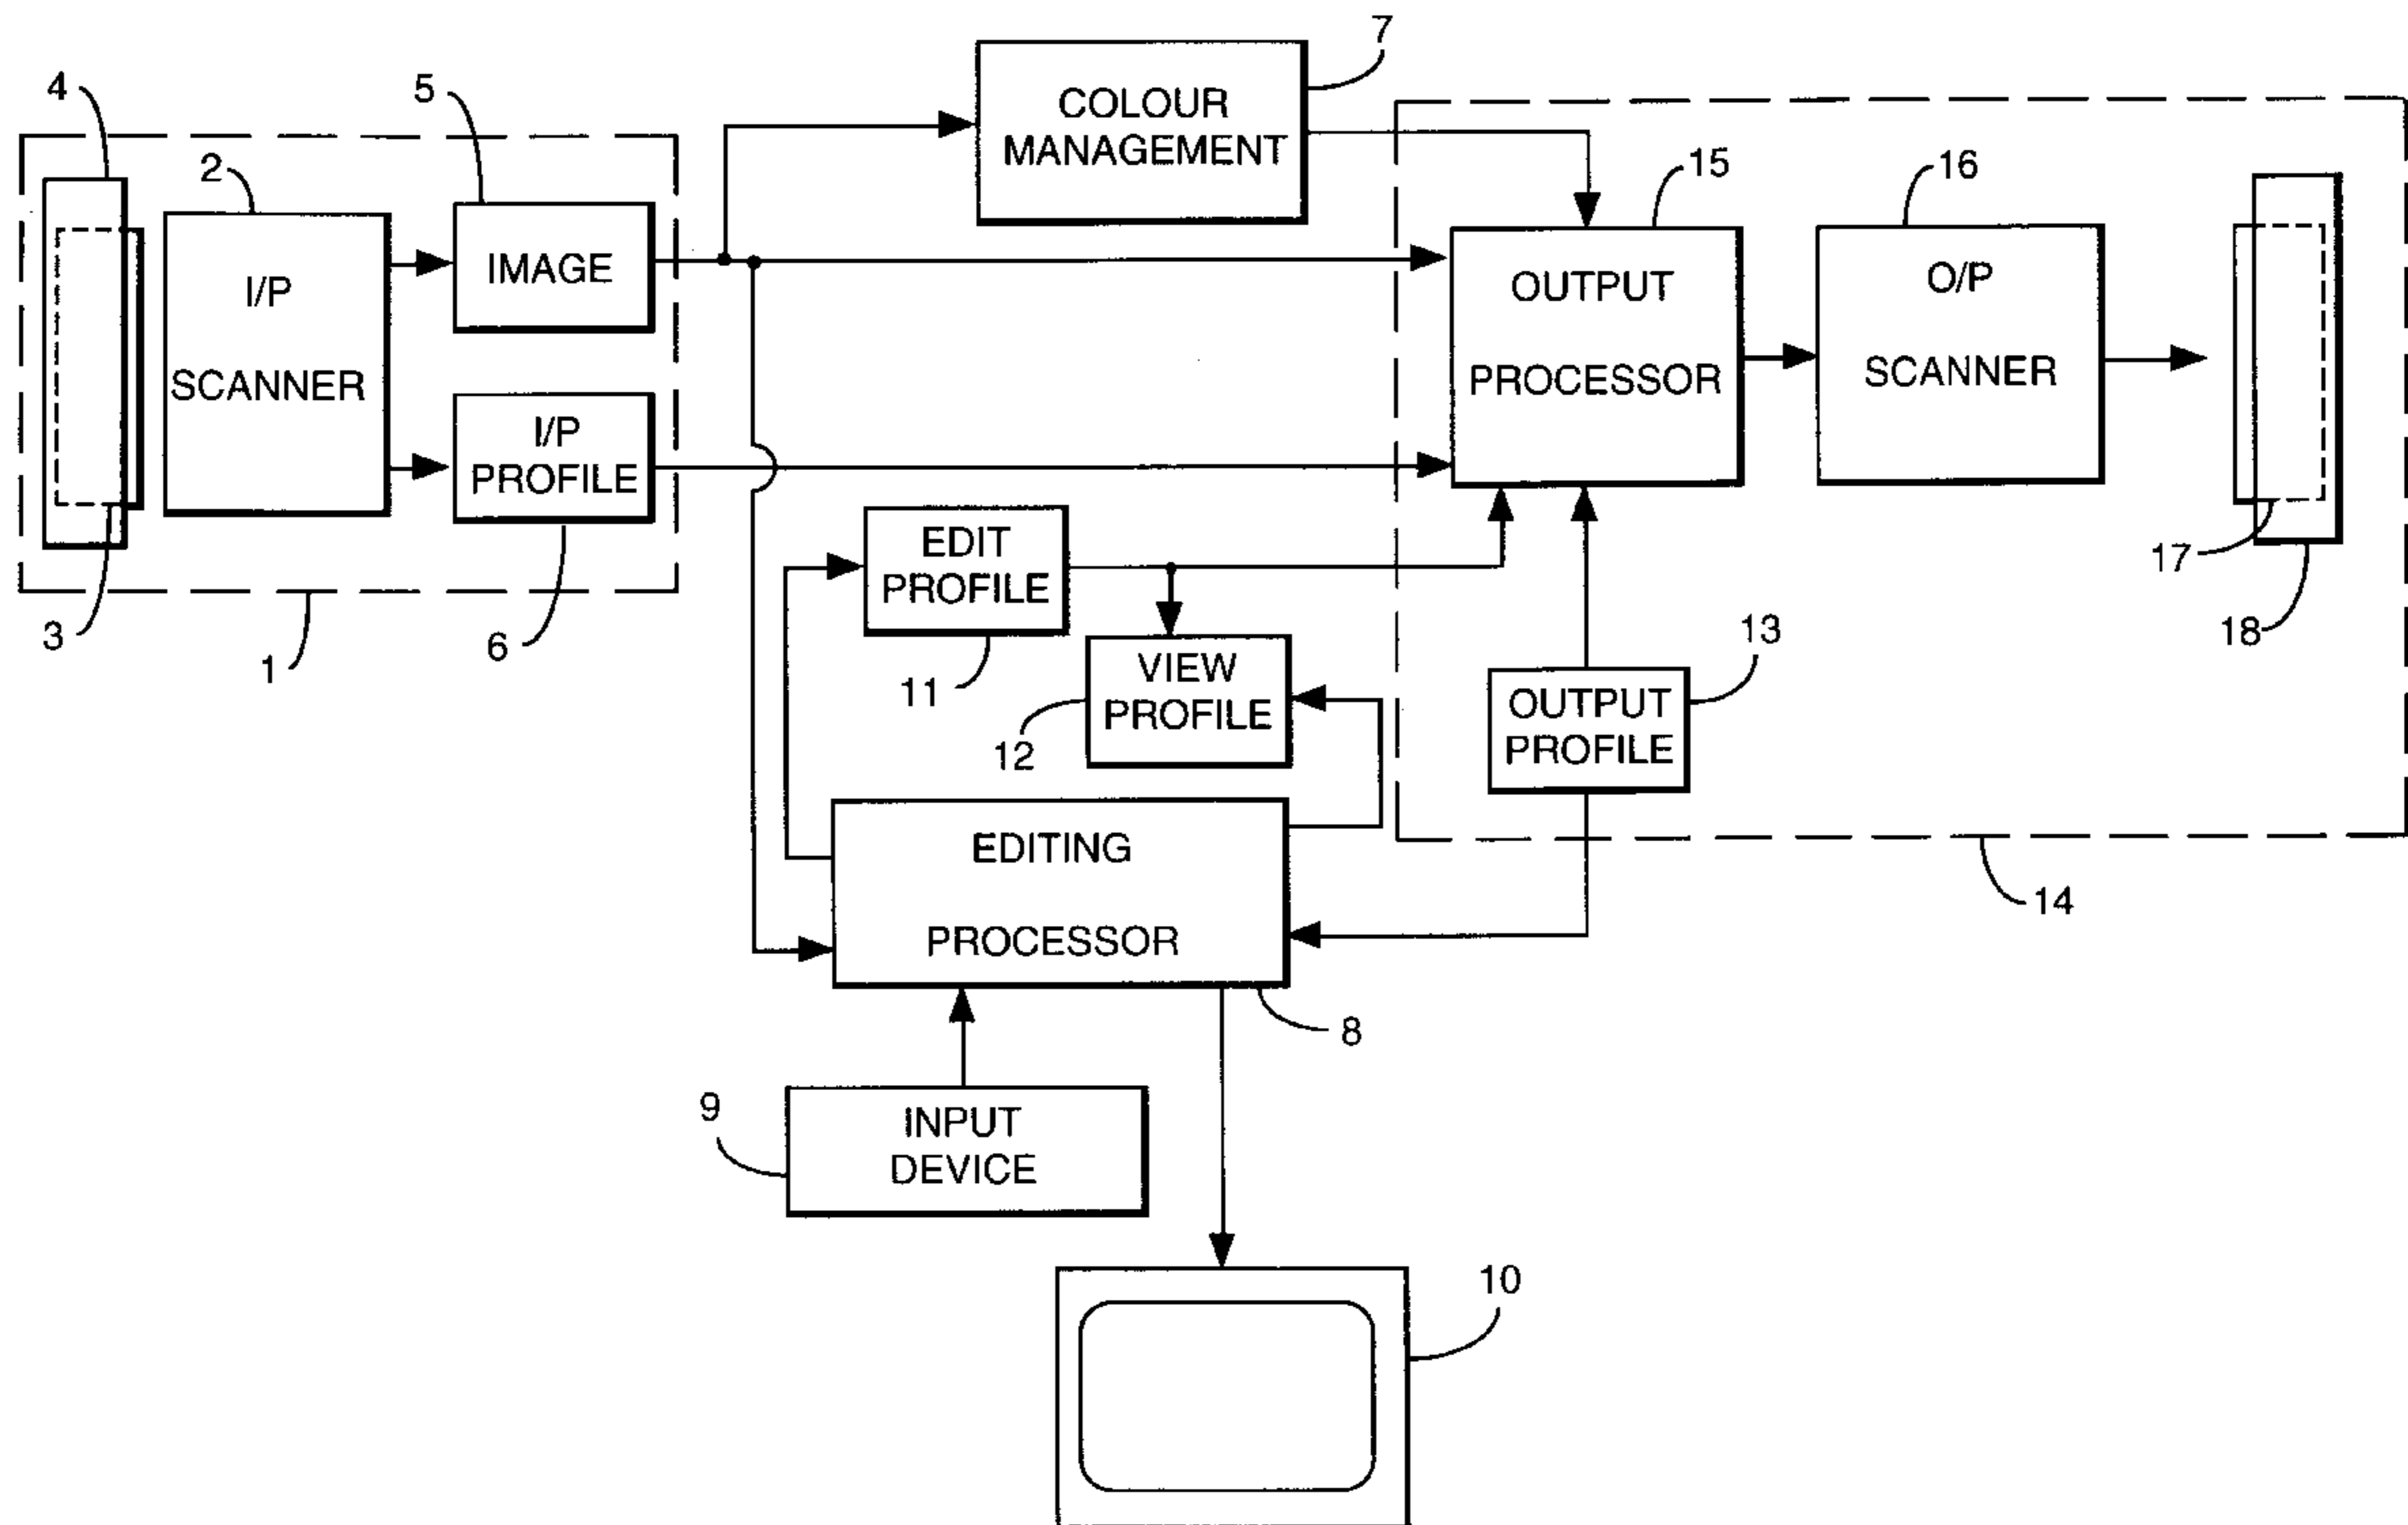 7
4
5
COLOUR
MANAGEMENT
2
15
16
I/P
SCANNER
IMAGE
OUTPUT
PROCESSOR
O/P
SCANNER
I/P
PROFILE
EDIT
PROFILE
17
3
1
6
11
VIEW
PROFILE
12
13
18
OUTPUT
PROFILE
EDITING
PROCESSOR
14
8
9
INPUT
DEVICE
10